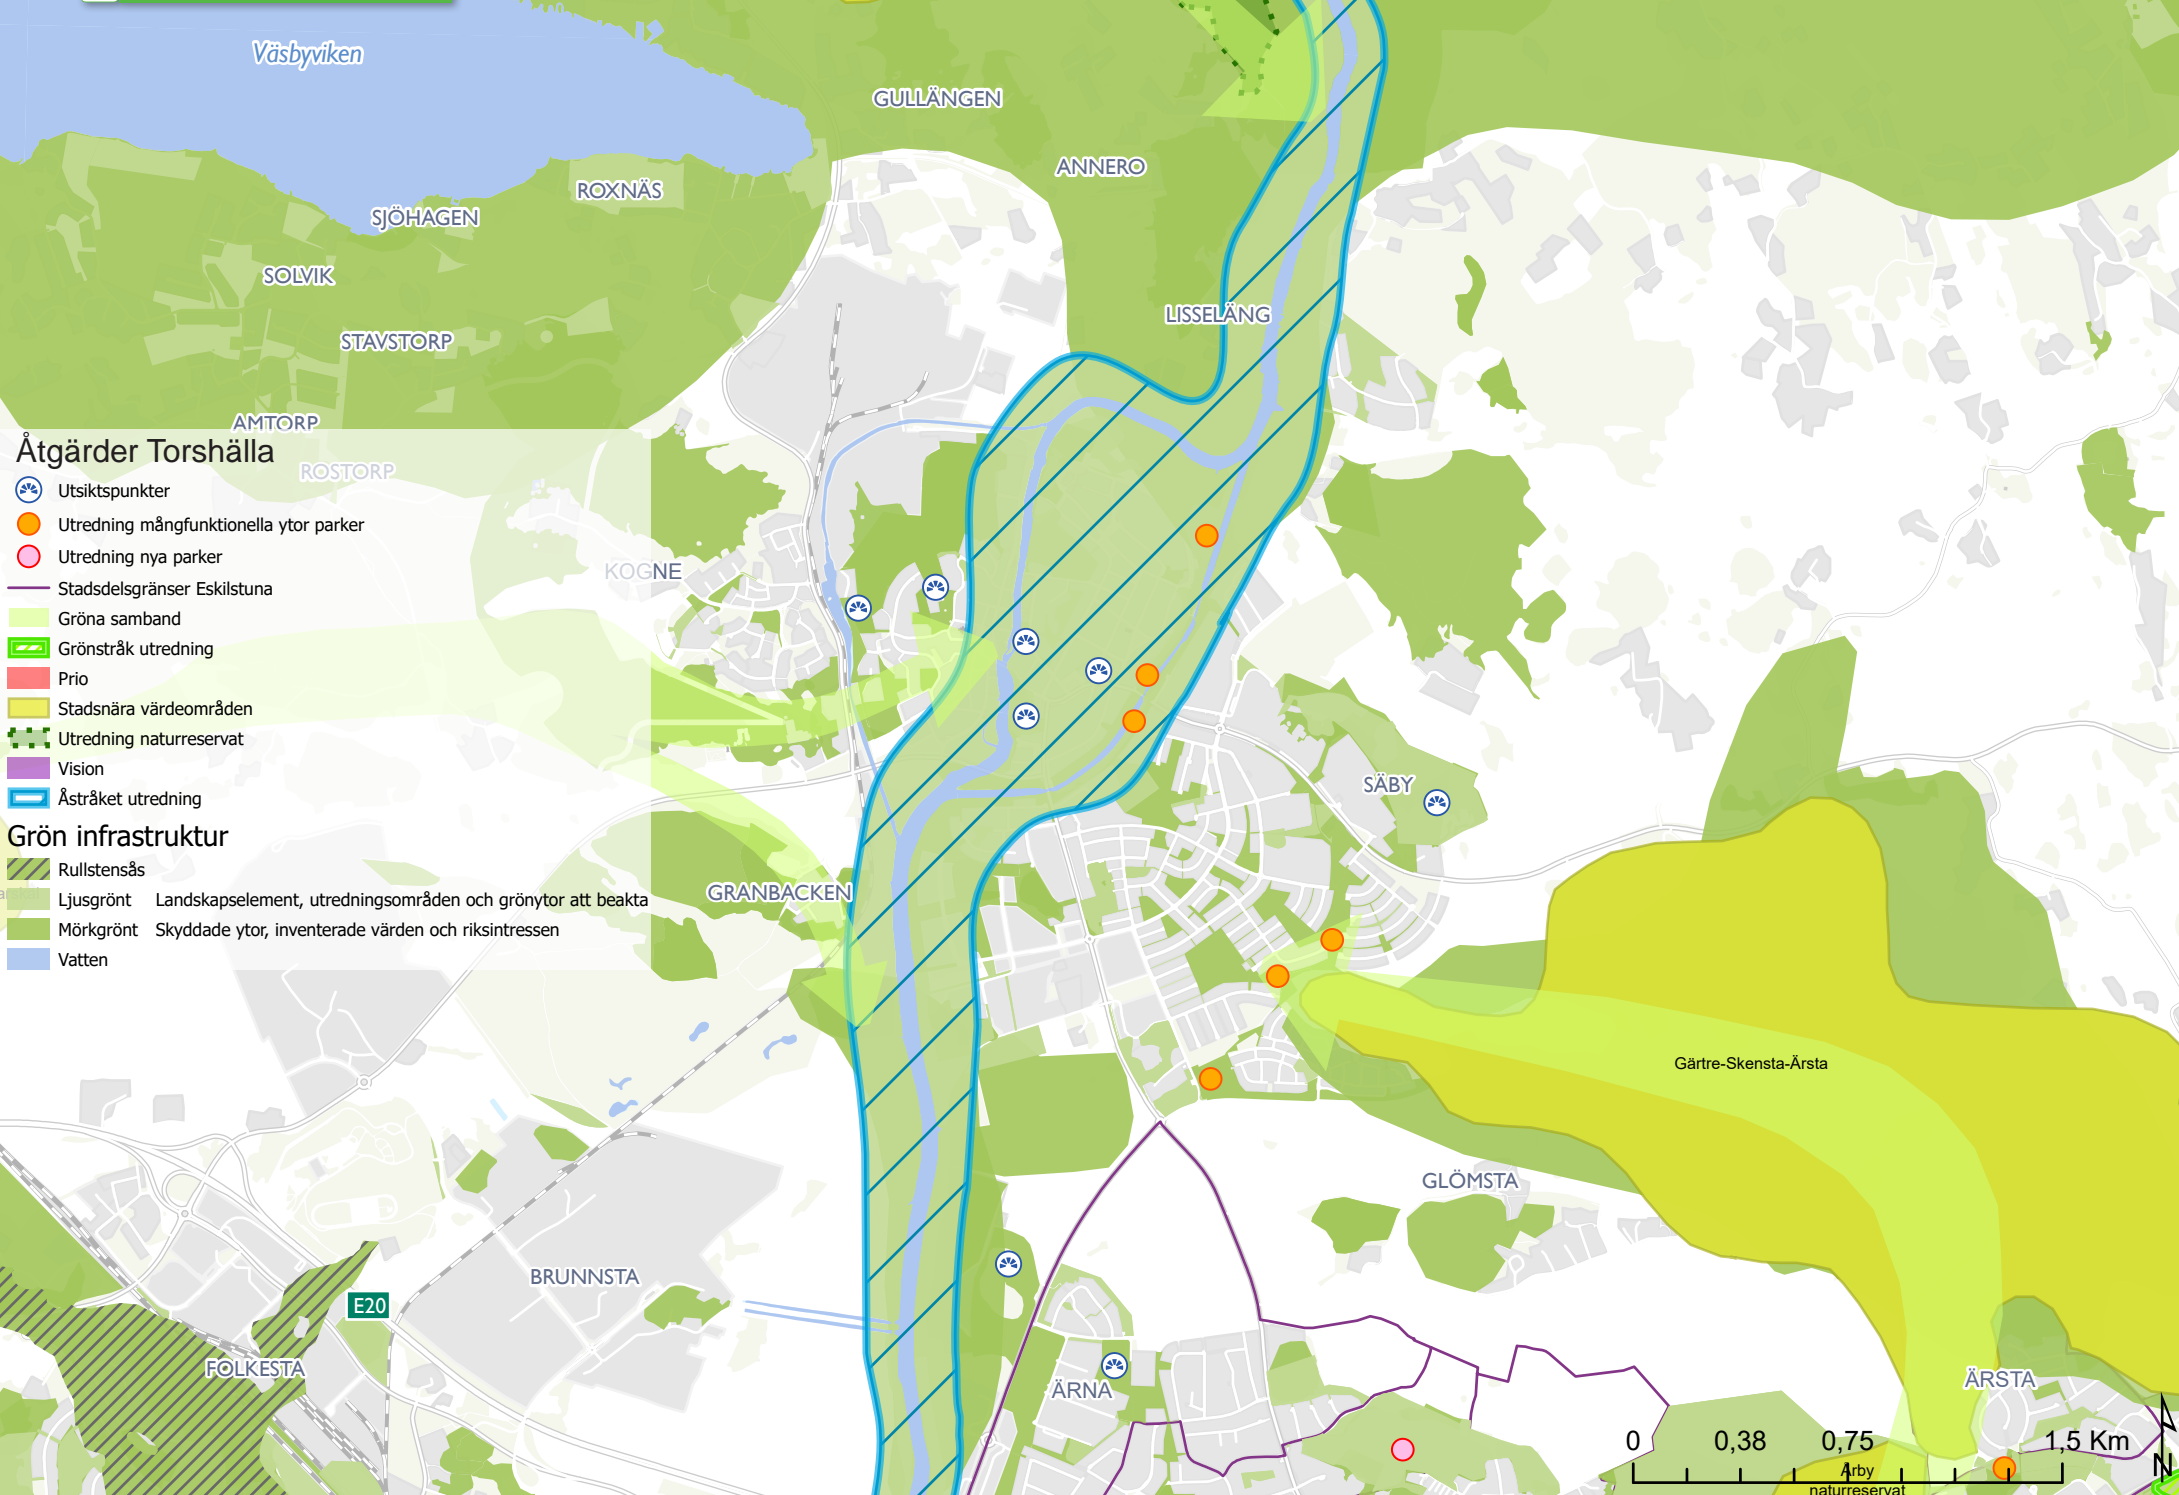 Väsbyviken
GULLÄNGEN
ANNERO
ROXNÄS
SJÖHAGEN
SOLVIK
LISSELÄNG
STAVSTORP
AMTORP
Åtgärder Torshälla
ROSTORP
Utsiktspunkter
Utredning mångfunktionella ytor parker
Utredning nya parker
KOGNE
Stadsdelsgränser Eskilstuna
Gröna samband
Grönstråk utredning
Prio
Stadsnära värdeområden
Utredning naturreservat
Vision
Åstråket utredning
SÄBY
Grön infrastruktur
Rullstensås
Ljusgrönt Landskapselement, utredningsområden och grönytor att beakta
GRANBACKEN
Mörkgrönt Skyddade ytor, inventerade värden och riksintressen
Vatten
Gärtre-Skensta-Ärsta
GLÖMSTA
BRUNNSTA
E20
FOLKESTA
ÄRNA
ÄRSTA
0 0,38 0,75 1,5 Km
Årby
naturreservat
N